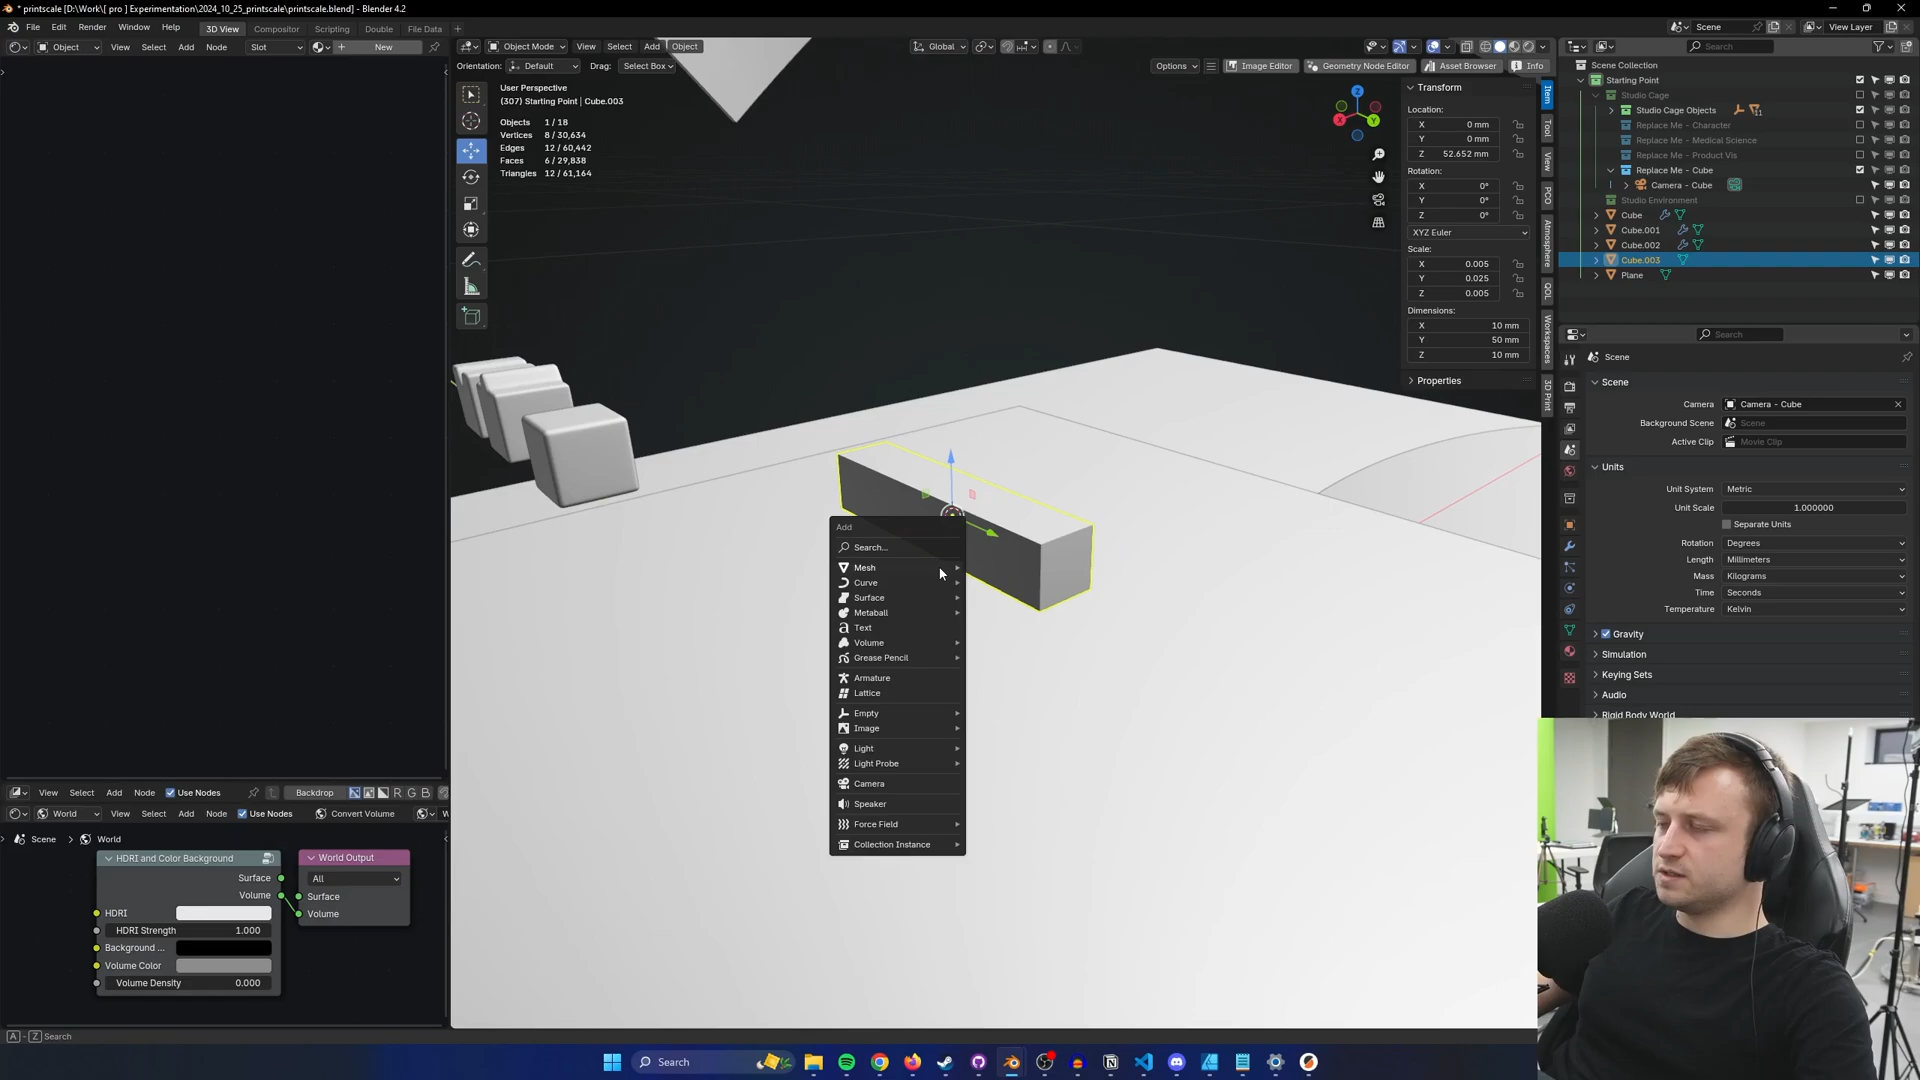 * printscale [D:\Work\[ pro ] Experimentation\2024_10_25_printscale\printscale.blend] - Blender 4.2
File Edit Render Window Help 3D View Compositor Scripting Double File Data
Scene View Layer
Object View Select Add Node Slot New
Object Mode View Select Add Object Global
Orientation: Default Drag: Select Box
Options Image Editor Geometry Node Editor Asset Browser Info
User Perspective
(307) Starting Point | Cube.003
Objects 1 / 18
Vertices 8 / 30,634
Edges 12 / 60,442
Faces 6 / 29,838
Triangles 12 / 61,164
Z
X
Y
Transform
Location:
X 0 mm
Y 0 mm
Z 52.652 mm
Rotation:
X 0°
Y 0°
Z 0°
XYZ Euler
Scale:
X 0.005
Y 0.025
Z 0.005
Dimensions:
X 10 mm
Y 50 mm
Z 10 mm
Properties
Item
Tool
View
PCO
Atmosphere
QOL
Workspaces
3D Print
Search
Scene Collection
Starting Point
Studio Cage
Studio Cage Objects 11
Replace Me - Character
Replace Me - Medical Science
Replace Me - Product Vis
Replace Me - Cube
Camera - Cube
Studio Environment
Cube
Cube.001
Cube.002
Cube.003
Plane
Search
Scene
Scene
Camera Camera - Cube
Background Scene Scene
Active Clip Movie Clip
Units
Unit System Metric
Unit Scale 1.000000
Separate Units
Rotation Degrees
Length Millimeters
Mass Kilograms
Time Seconds
Temperature Kelvin
Gravity
Simulation
Keying Sets
Audio
Rigid Body World
Add
Search...
Mesh
Curve
Surface
Metaball
Text
Volume
Grease Pencil
Armature
Lattice
Empty
Image
Light
Light Probe
Camera
Speaker
Force Field
Collection Instance
View Select Add Node Use Nodes Backdrop R G B
World View Select Add Node Use Nodes Convert Volume W
Scene World
HDRI and Color Background
Surface
Volume
HDRI
HDRI Strength 1.000
Background ...
Volume Color
Volume Density 0.000
World Output
All
Surface
Volume
A - Z Search
Search